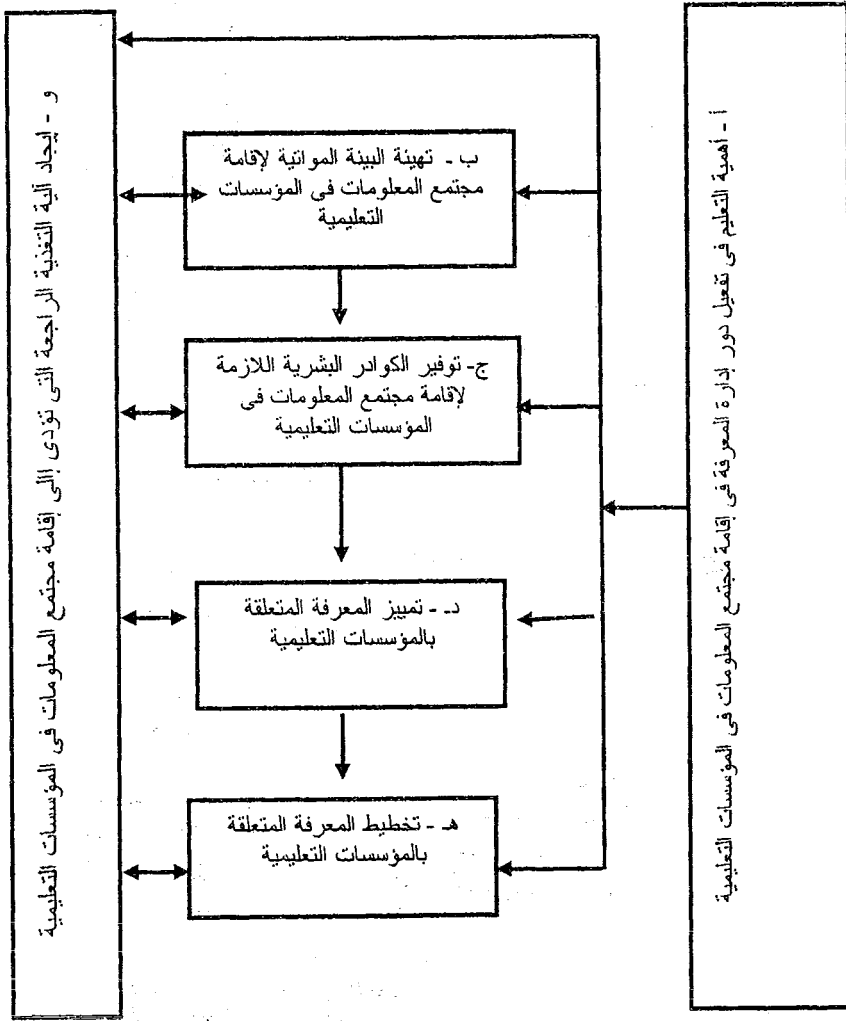 أ - أهمية التعليم فى تفعيل دور إدارة المعرفة فى إقامة مجتمع المعلومات فى المؤسسات التعليمية
ب - تهيئة البيئة المواتية لإقامة
مجتمع المعلومات فى المؤسسات
التعليمية
ج - توفير الكوادر البشرية اللازمة
لإقامة مجتمع المعلومات فى
المؤسسات التعليمية
د - تمييز المعرفة المتعلقة
بالمؤسسات التعليمية
هـ - تخطيط المعرفة المتعلقة
بالمؤسسات التعليمية
و - إيجاد آلية التغذية الراجعة التى تؤدى إلى إقامة مجتمع المعلومات فى المؤسسات التعليمية